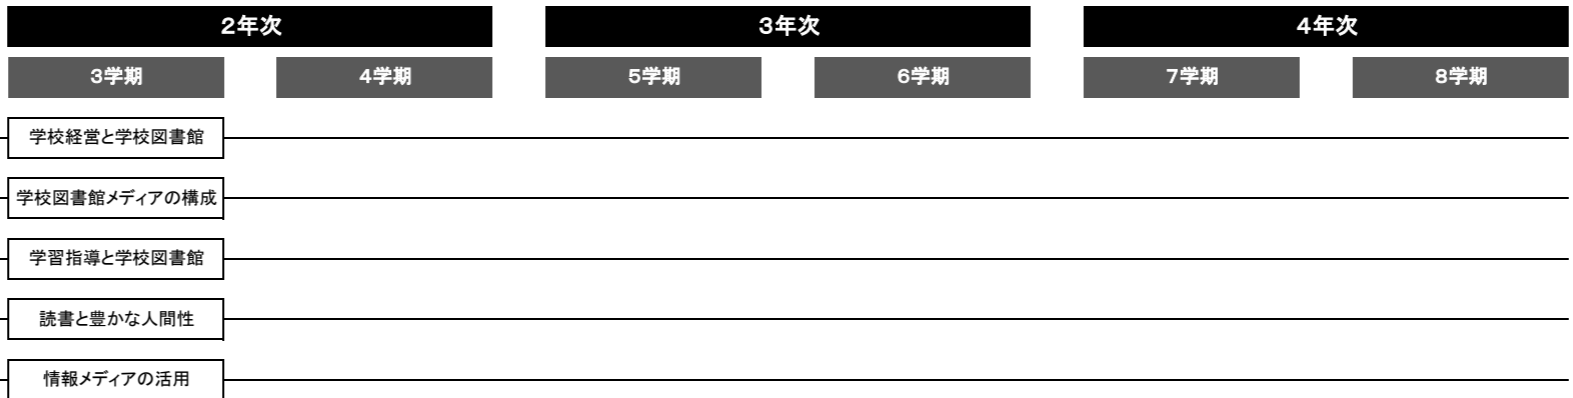 2年次 3年次 4年次
3学期 4学期 5学期 6学期 7学期 8学期
学校経営と学校図書館
学校図書館メディアの構成
学習指導と学校図書館
読書と豊かな人間性
情報メディアの活用